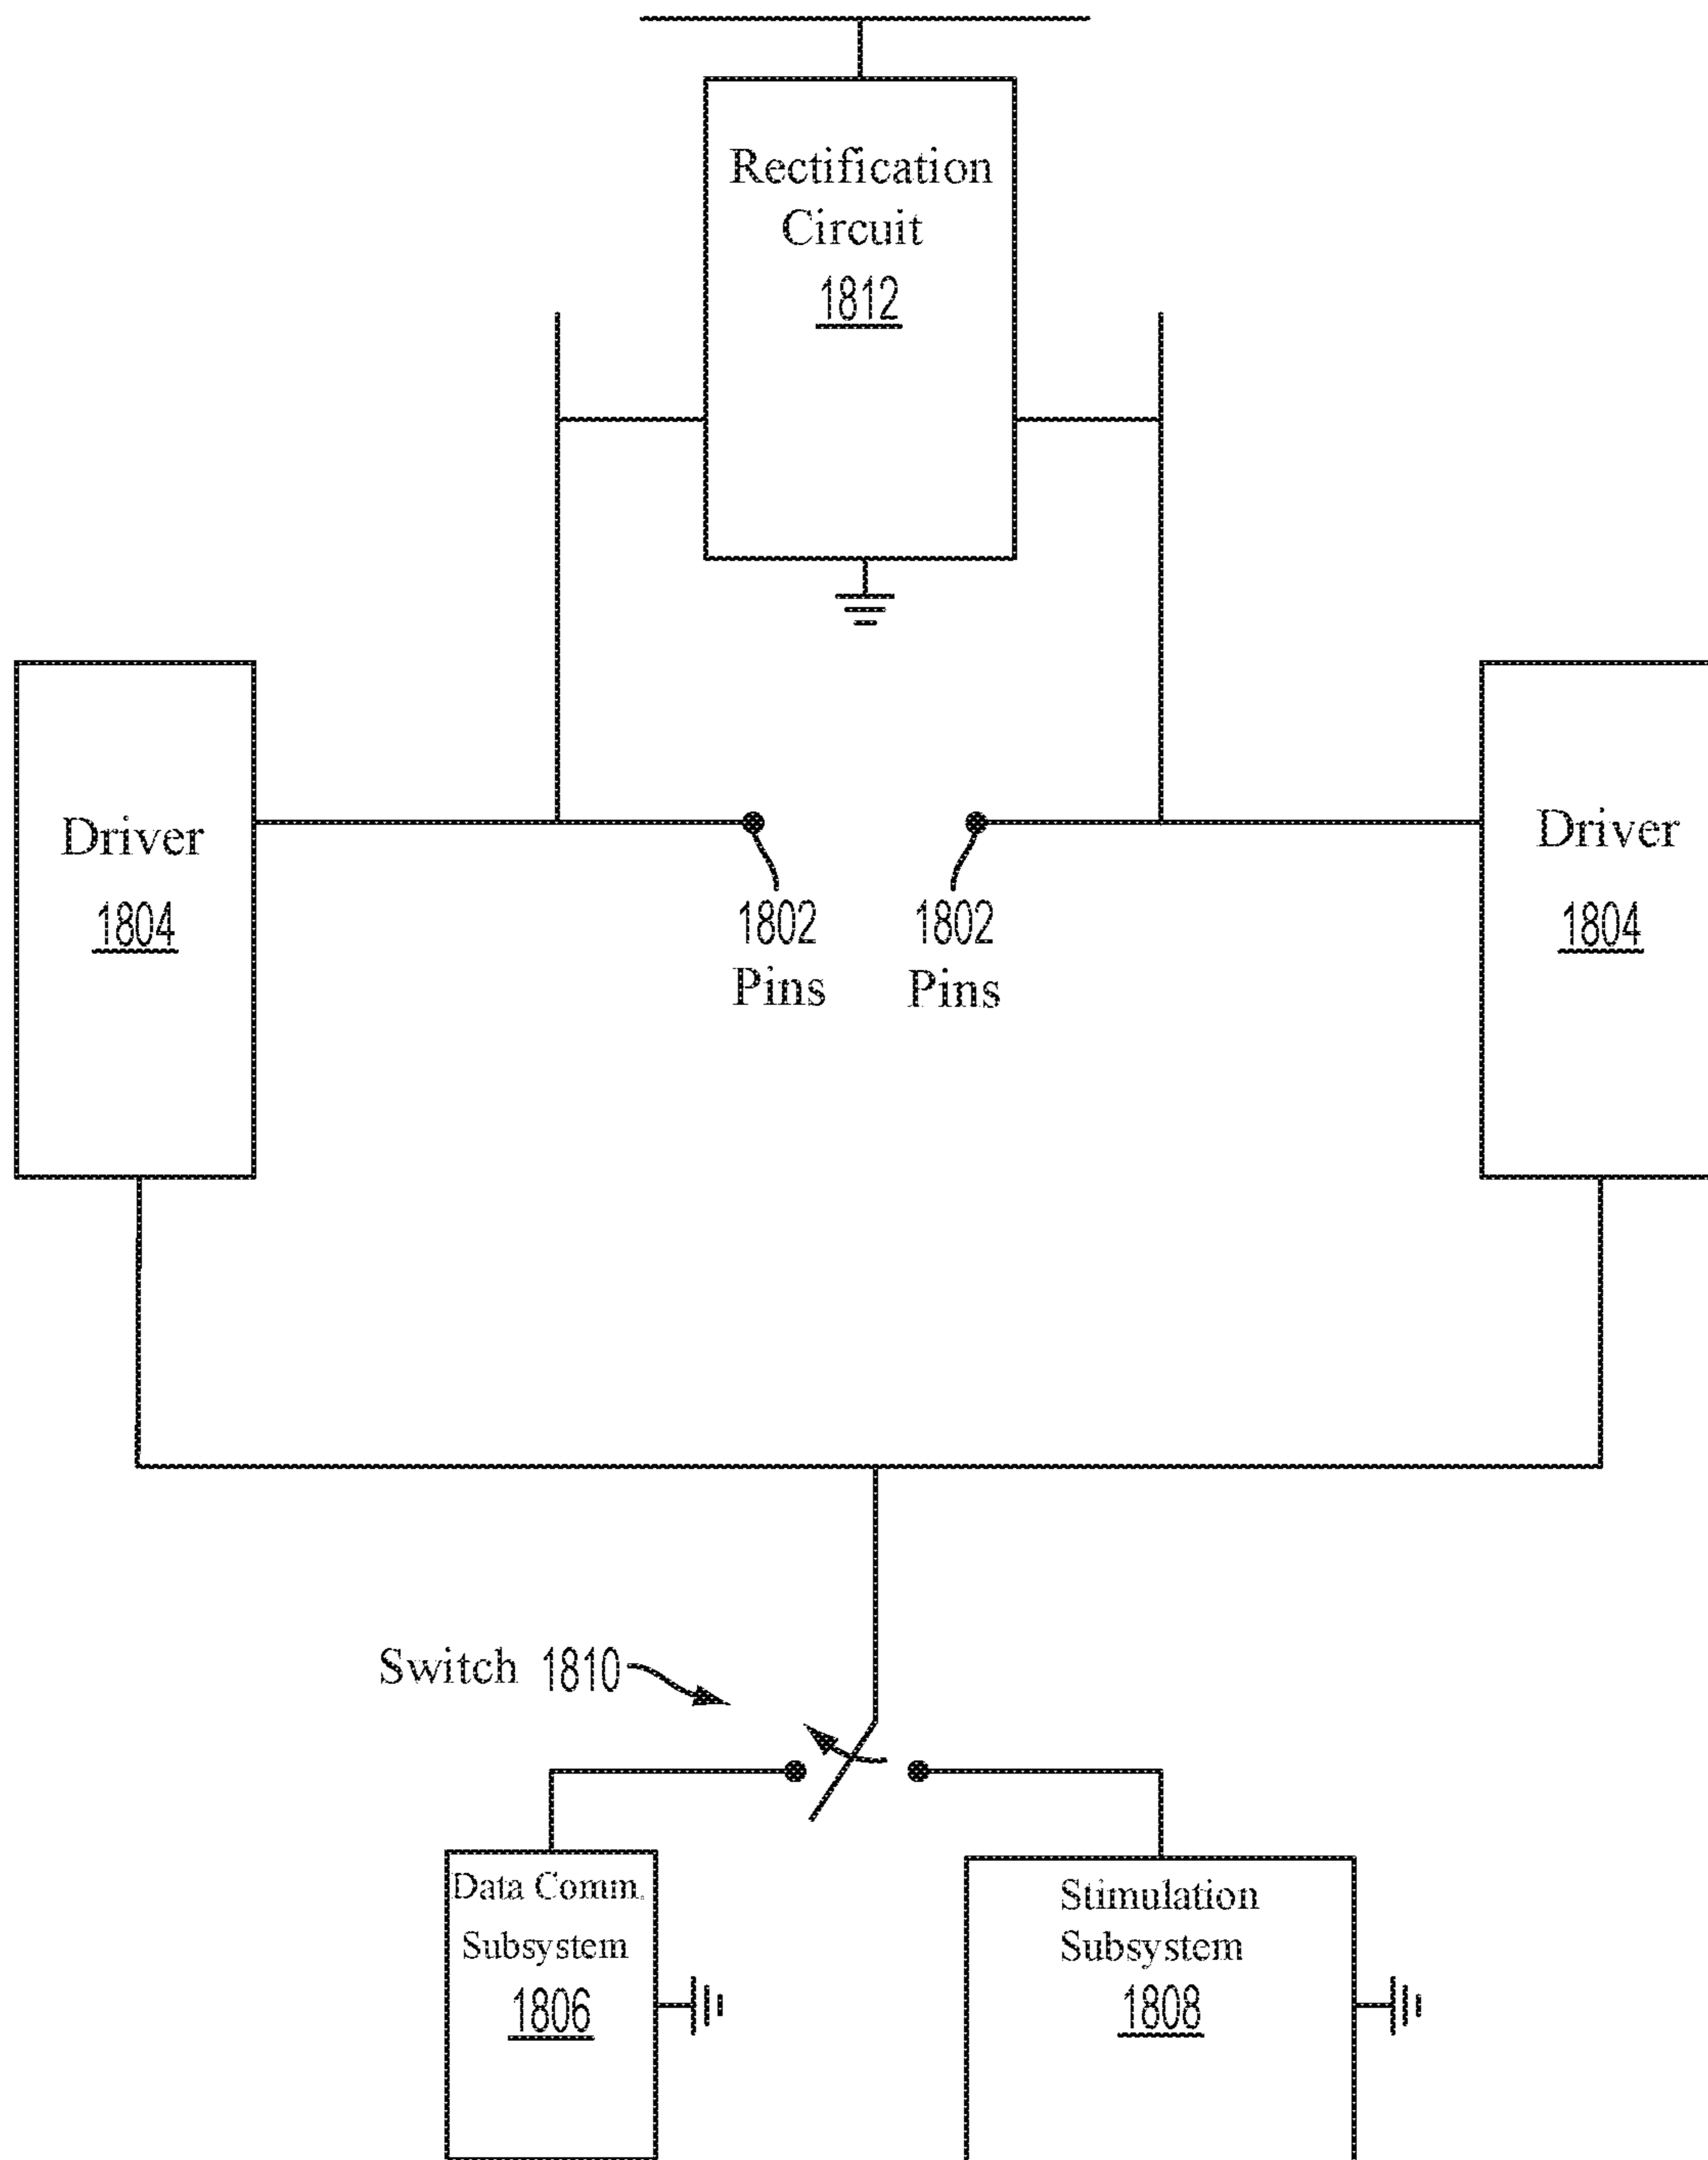 Rectification
Circuit
1812
Driver
1804
Driver
1804
1802
Pins
1802
Pins
Switch 1810
Data Comm.
Subsystem
1806
Stimulation
Subsystem
1808